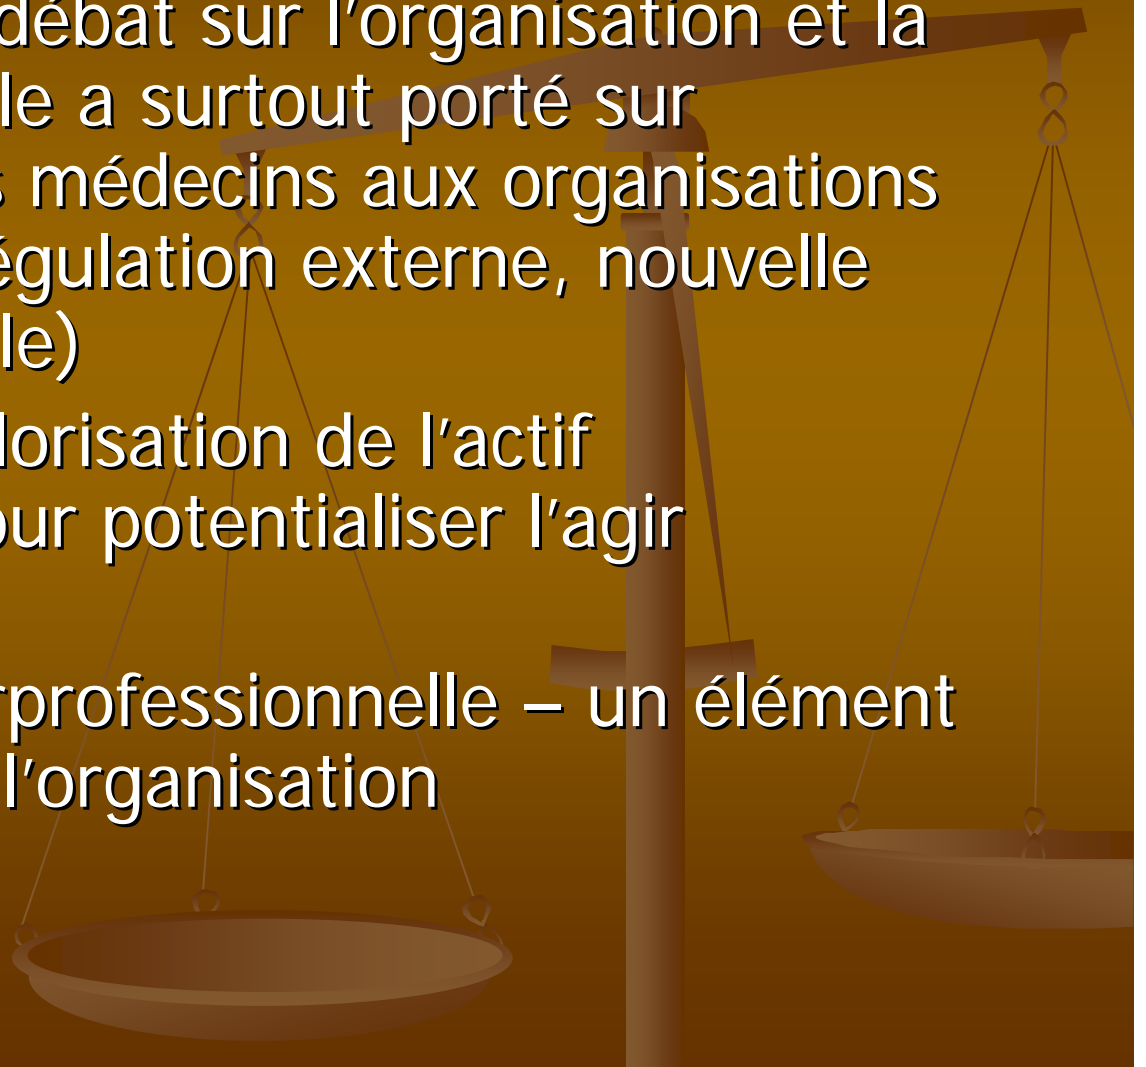 débat sur l'organisation et la
le a surtout porté sur
s médecins aux organisations
égulation externe, nouvelle
le)
lorisation de l'actif
our potentialiser l'agir
rprofessionnelle – un élément
l'organisation